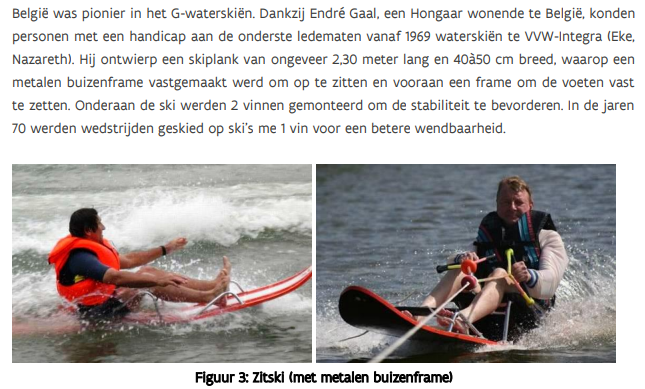 België was pionier in het G-waterskiën. Dankzij Endré Gaal, een Hongaar wonende te België, konden
personen met een handicap aan de onderste ledematen vanaf 1969 waterskiën te VVW-Integra (Eke,
Nazareth). Hij ontwierp een skiplank van ongeveer 2,30 meter lang en 40à50 cm breed, waarop een
metalen buizenframe vastgemaakt werd om op te zitten en vooraan een frame om de voeten vast
te zetten. Onderaan de ski werden 2 vinnen gemonteerd om de stabiliteit te bevorderen. In de jaren
70 werden wedstrijden geskied op ski's me 1 vin voor een betere wendbaarheid.
Figuur 3: Zitski (met metalen buizenframe)